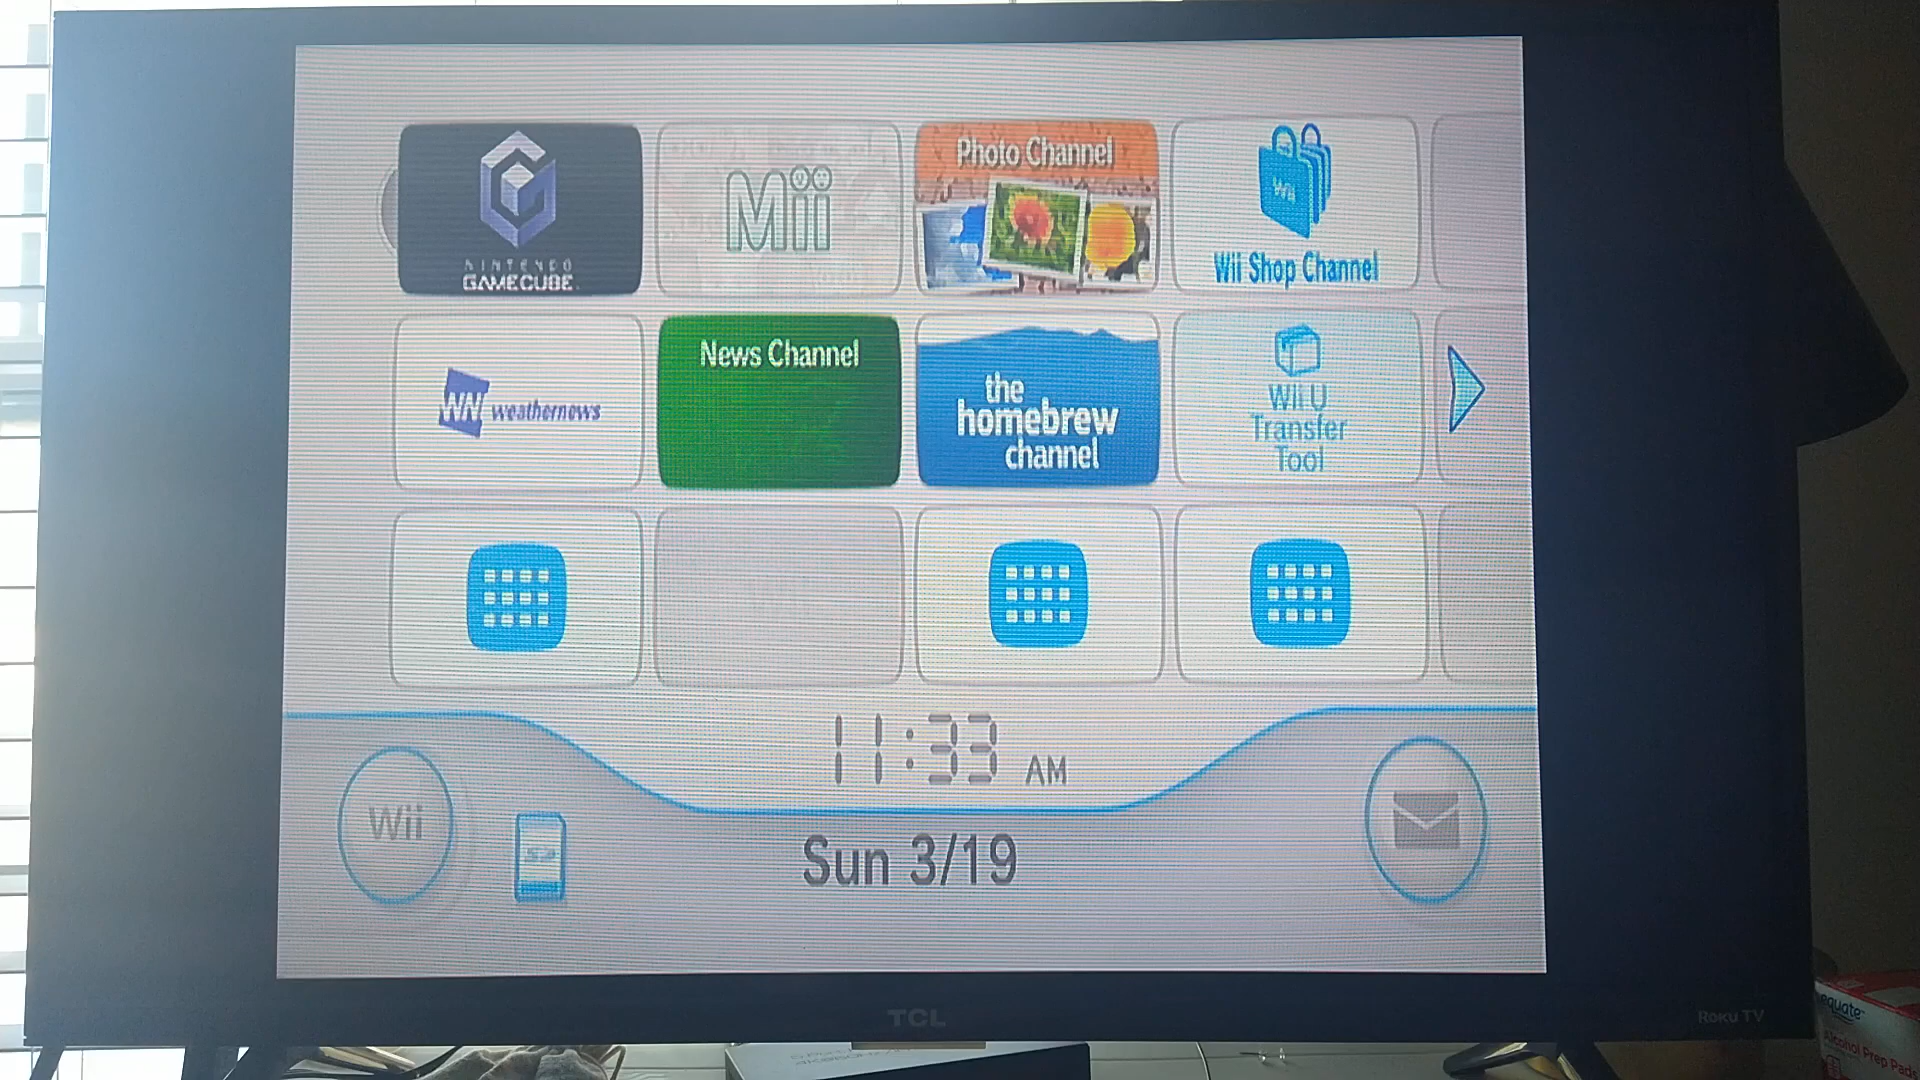 NINTENDO
GAMECUBE
Mii
Photo Channel
Wii
Wii Shop Channel
WN weathernews
News Channel
the
homebrew
channel
Wii U
Transfer
Tool
11:33 AM
Wii
SD
Sun 3/19
TCL
Roku TV
equate
Alcohol Prep Pads